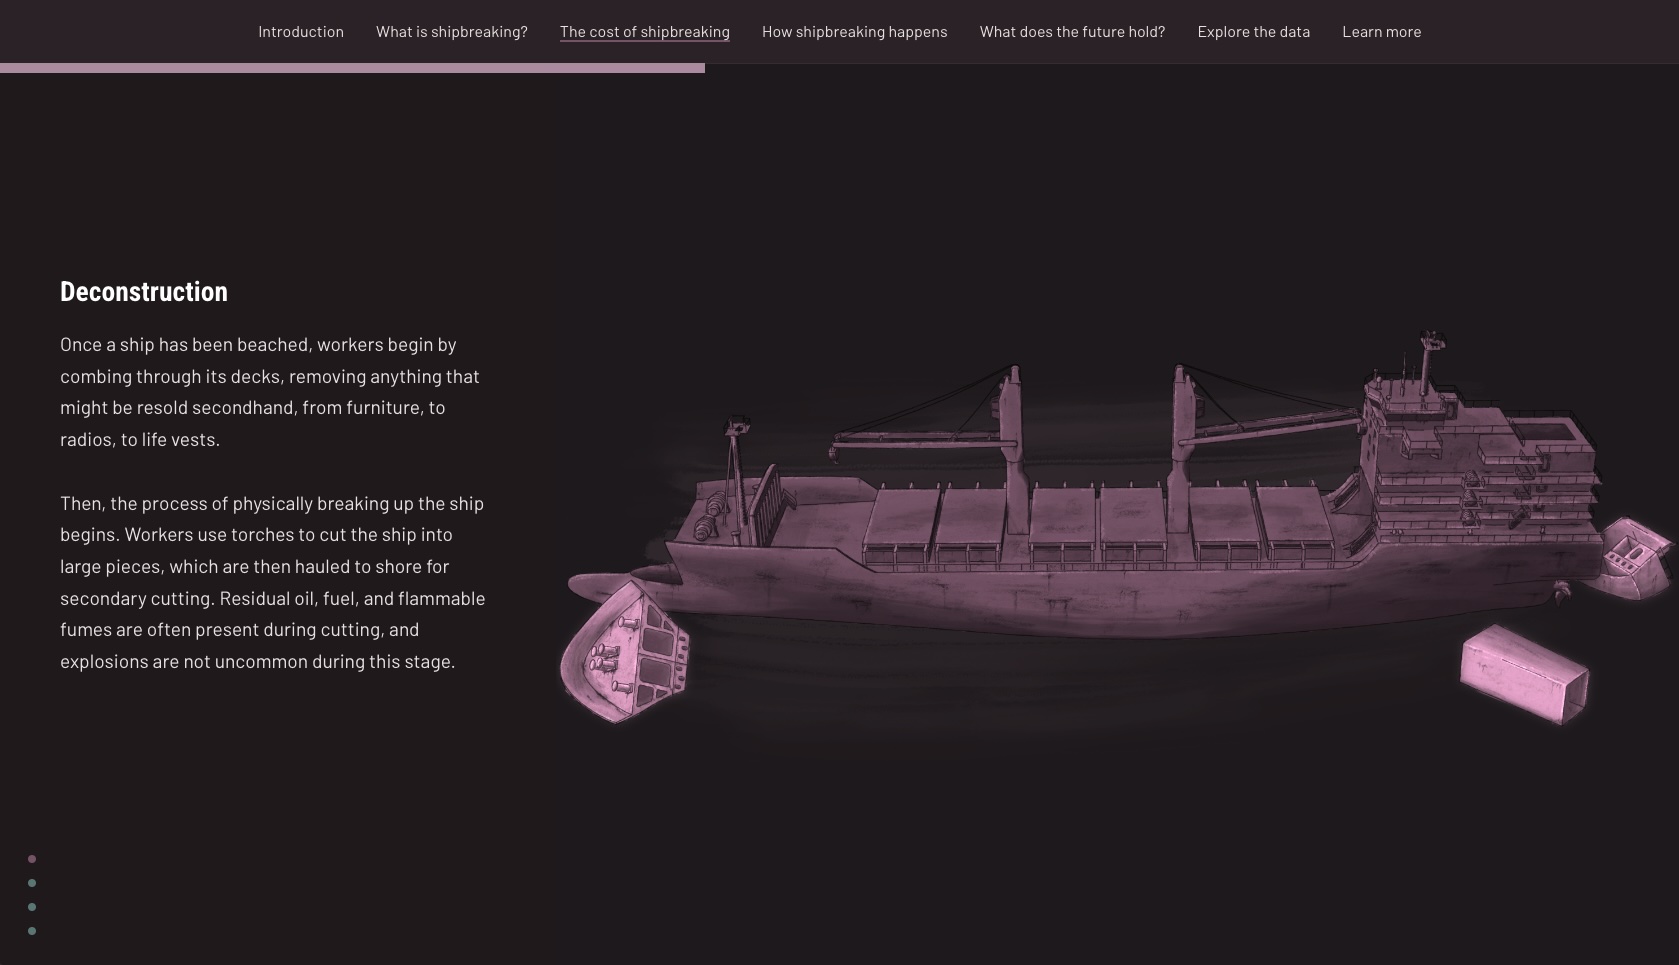 Introduction
What is shipbreaking?
The cost of shipbreaking
How shipbreaking happens
What does the future hold?
Explore the data
Learn more
Deconstruction
Once a ship has been beached, workers begin by
combing through its decks, removing anything that
might be resold secondhand, from furniture, to
radios, to life vests.
Then, the process of physically breaking up the ship
begins. Workers use torches to cut the ship into
large pieces, which are then hauled to shore for
secondary cutting. Residual oil, fuel, and flammable
fumes are often present during cutting, and
explosions are not uncommon during this stage.